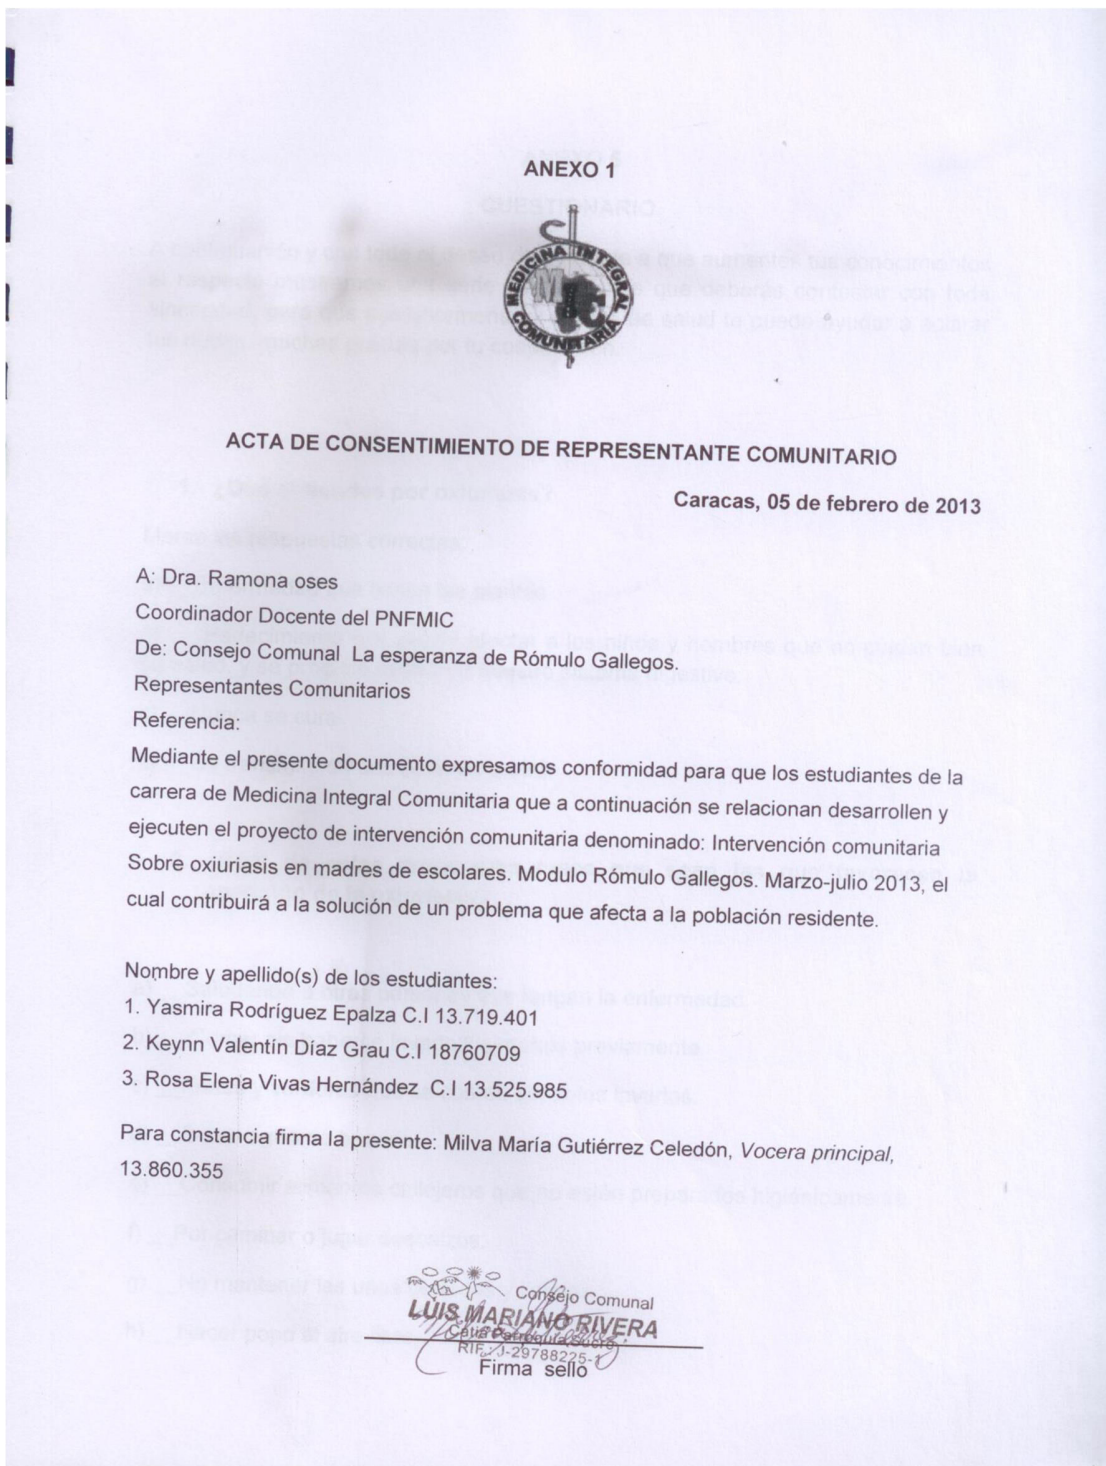 ANEXO 1
MEDICINA INTEGRAL
COMUNITARIA
ACTA DE CONSENTIMIENTO DE REPRESENTANTE COMUNITARIO
Caracas, 05 de febrero de 2013
A: Dra. Ramona oses
Coordinador Docente del PNFMIC
De: Consejo Comunal La esperanza de Rómulo Gallegos.
Representantes Comunitarios
Referencia:
Mediante el presente documento expresamos conformidad para que los estudiantes de la
carrera de Medicina Integral Comunitaria que a continuación se relacionan desarrollen y
ejecuten el proyecto de intervención comunitaria denominado: Intervención comunitaria
Sobre oxiuriasis en madres de escolares. Modulo Rómulo Gallegos. Marzo-julio 2013, el
cual contribuirá a la solución de un problema que afecta a la población residente.
Nombre y apellido(s) de los estudiantes:
1. Yasmira Rodríguez Epalza C.I 13.719.401
2. Keynn Valentín Díaz Grau C.I 18760709
3. Rosa Elena Vivas Hernández C.I 13.525.985
Para constancia firma la presente: Milva María Gutiérrez Celedón, Vocera principal,
13.860.355
Consejo Comunal
LUIS MARIANO RIVERA
Catia Parroquia Sucre
RIF.: J-29788225-1
Firma sello